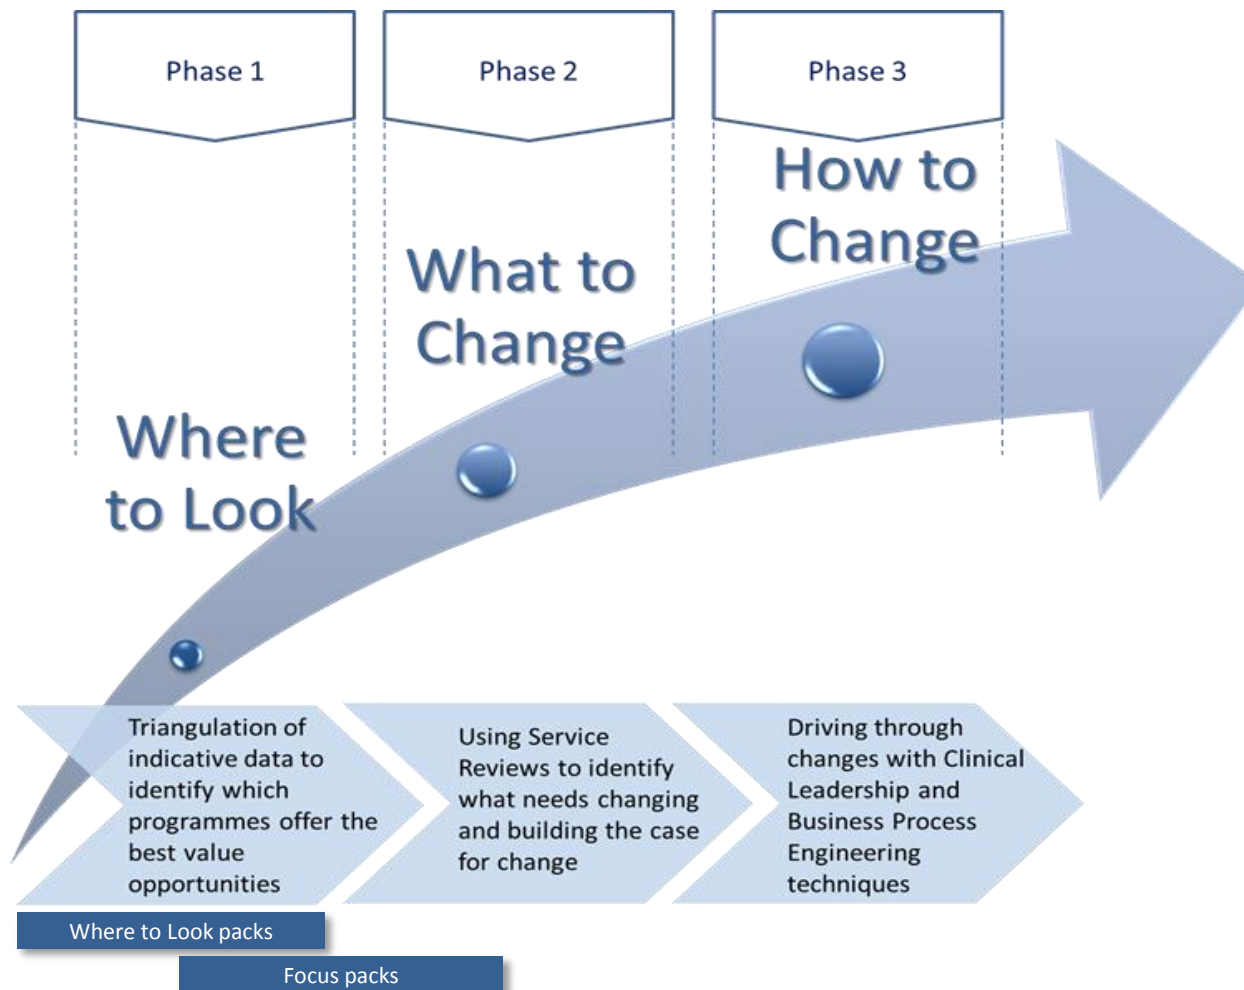 Phase 1
Phase 2
Phase 3
How to
Change
What to
Change
Where
to Look
Triangulation of
indicative data to
identify which
programmes offer the
best value
opportunities
Using Service
Reviews to identify
what needs changing
and building the case
for change
Driving through
changes with Clinical
Leadership and
Business Process
Engineering
techniques
Where to Look packs
Focus packs